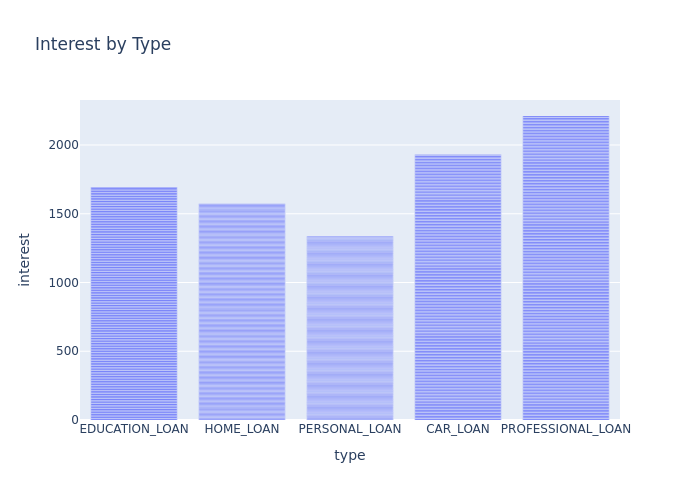 Interest by Type
interest
2000
1500
1000
500
0
EDUCATION_LOAN HOME_LOAN PERSONAL_LOAN CAR_LOAN PROFESSIONAL_LOAN
type